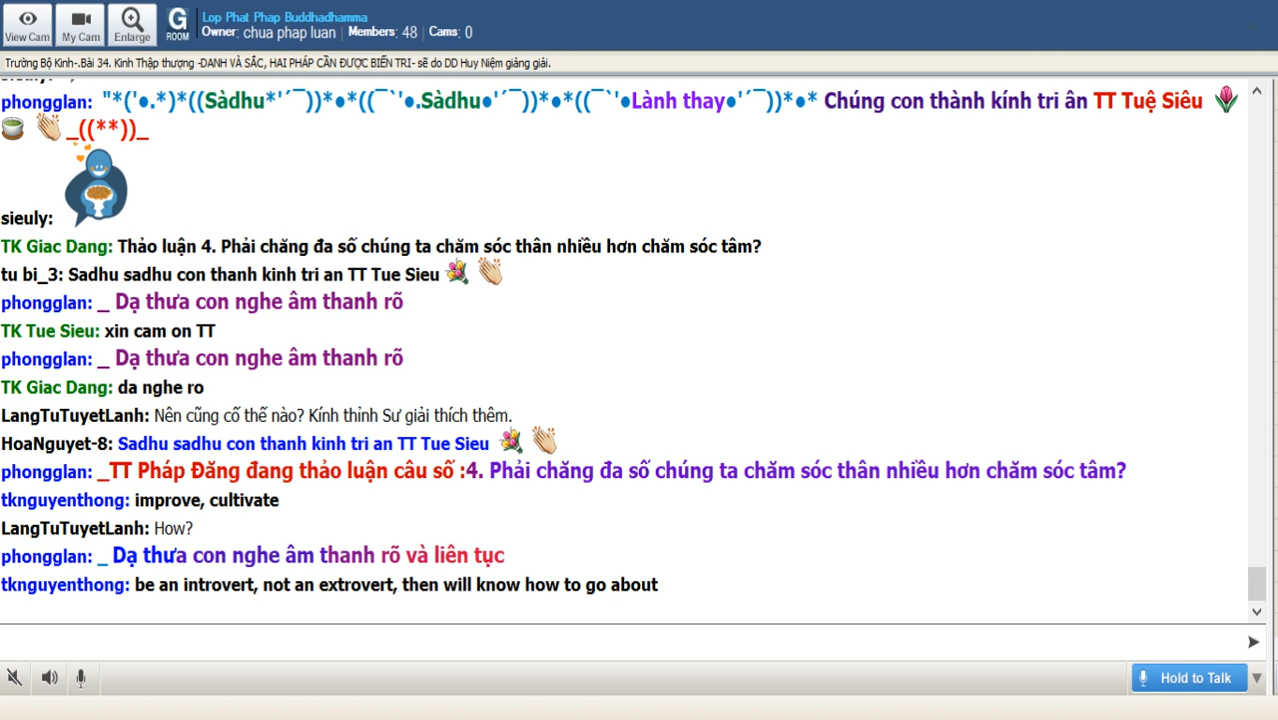 View Cam
My Cam
Enlarge
G
ROOM
Lop Phat Phap Buddhadhamma
Owner: chua phap luan | Members: 48 | Cams: 0
Trường Bộ Kinh-.Bài 34. Kinh Thập thượng -DANH VÀ SẮC, HAI PHÁP CẦN ĐƯỢC BIẾN TRI- sẽ do DD Huy Niệm giảng giải.
phongglan: "*('●.*)*((Sàdhu*'´¯))*●*((¯`'●.Sàdhu●'´¯))*●*((¯`'●Lành thay●'´¯))*●* Chúng con thành kính tri ân TT Tuệ Siêu
_((**))_
sieuly:
TK Giac Dang: Thảo luận 4. Phải chăng đa số chúng ta chăm sóc thân nhiều hơn chăm sóc tâm?
tu bi_3: Sadhu sadhu con thanh kinh tri an TT Tue Sieu
phongglan: _ Dạ thưa con nghe âm thanh rõ
TK Tue Sieu: xin cam on TT
phongglan: _ Dạ thưa con nghe âm thanh rõ
TK Giac Dang: da nghe ro
LangTuTuyetLanh: Nên cũng cố thế nào? Kính thỉnh Sư giải thích thêm.
HoaNguyet-8: Sadhu sadhu con thanh kinh tri an TT Tue Sieu
phongglan: _TT Pháp Đăng đang thảo luận câu số :4. Phải chăng đa số chúng ta chăm sóc thân nhiều hơn chăm sóc tâm?
tknguyenthong: improve, cultivate
LangTuTuyetLanh: How?
phongglan: _ Dạ thưa con nghe âm thanh rõ và liên tục
tknguyenthong: be an introvert, not an extrovert, then will know how to go about
Hold to Talk